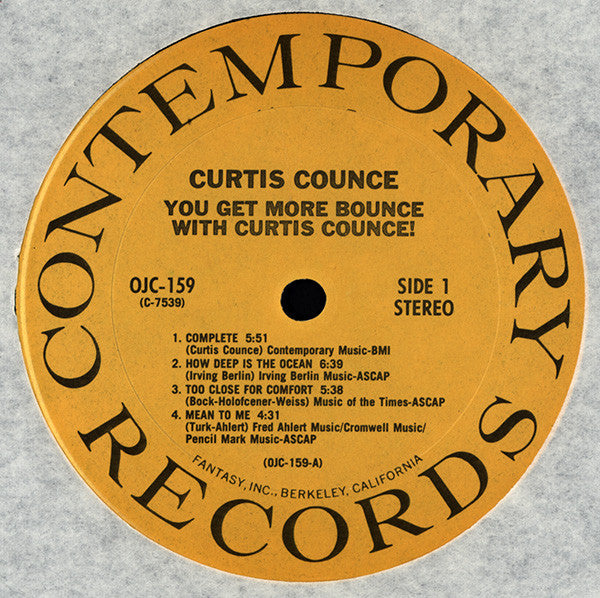 CONTEMPORARY RECORDS
CURTIS COUNCE
YOU GET MORE BOUNCE
WITH CURTIS COUNCE!
OJC-159
(C-7539)
SIDE 1
STEREO
1. COMPLETE 5:51
(Curtis Counce) Contemporary Music-BMI
2. HOW DEEP IS THE OCEAN 6:39
(Irving Berlin) Irving Berlin Music-ASCAP
3. TOO CLOSE FOR COMFORT 5:38
(Bock-Holofcener-Weiss) Music of the Times-ASCAP
4. MEAN TO ME 4:31
(Turk-Ahlert) Fred Ahlert Music/Cromwell Music/
Pencil Mark Music-ASCAP
(OJC-159-A)
FANTASY, INC., BERKELEY, CALIFORNIA